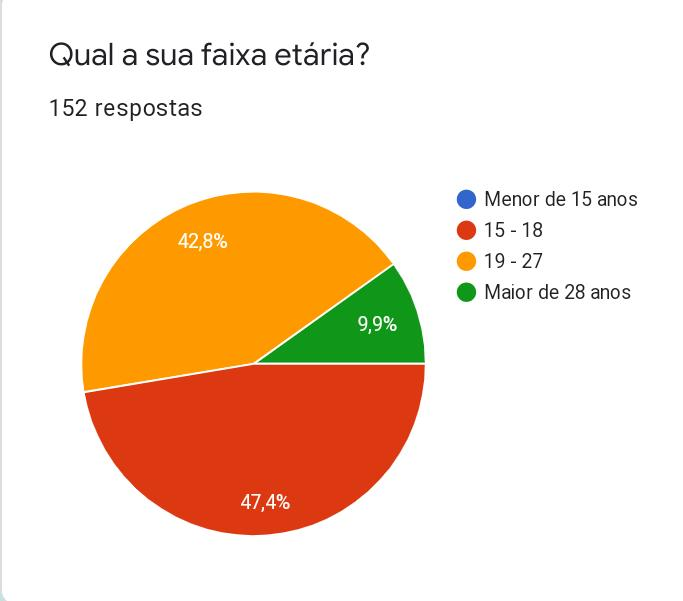 Qual a sua faixa etária?
152 respostas
Menor de 15 anos
15 - 18
19 - 27
Maior de 28 anos
42,8%
9,9%
47,4%